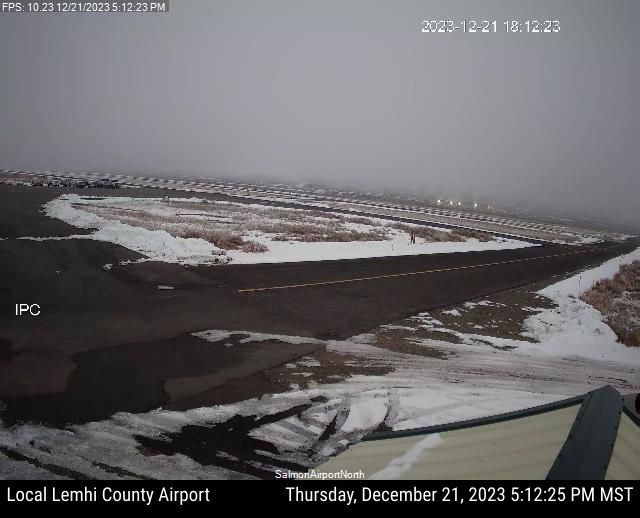 FPS: 10.23 12/21/2023 5:12:23 PM
2023-12-21 18:12:23
IPC
SalmonAirportNorth
Local Lemhi County Airport
Thursday, December 21, 2023 5:12:25 PM MST